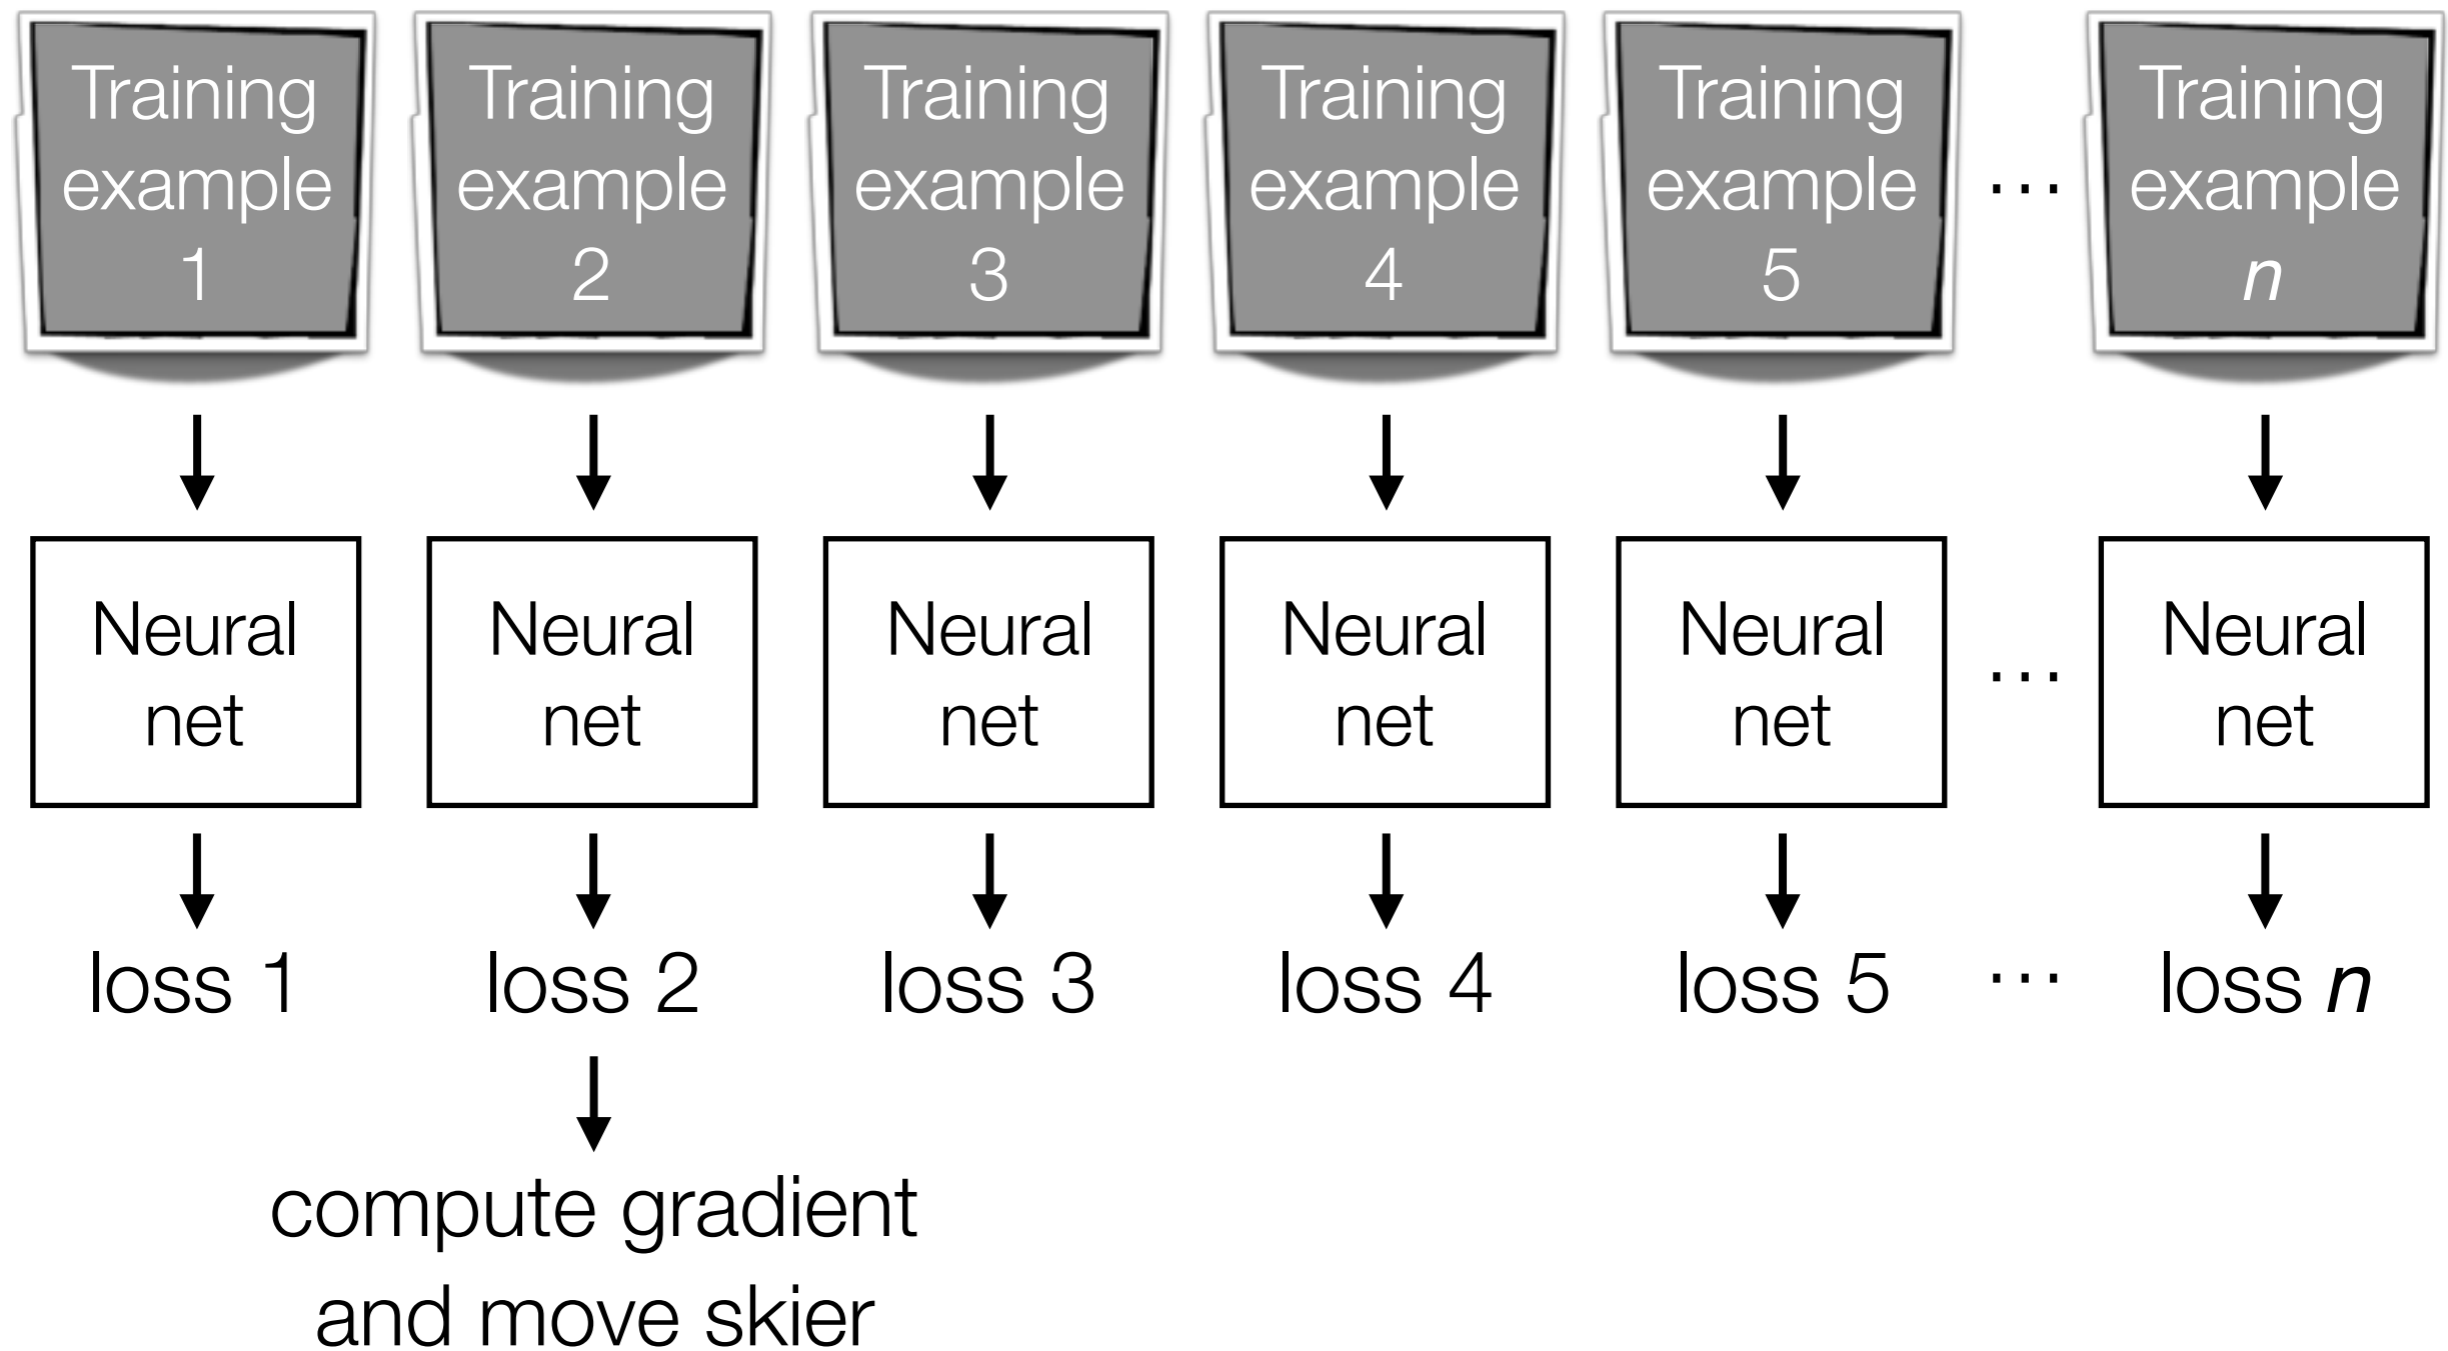 Training
example
1
Training
example
2
Training
example
3
Training
example
4
Training
example
5
...
Training
example
n
Neural
net
Neural
net
Neural
net
Neural
net
Neural
net
...
Neural
net
loss 1
loss 2
loss 3
loss 4
loss 5
...
loss n
compute gradient
and move skier